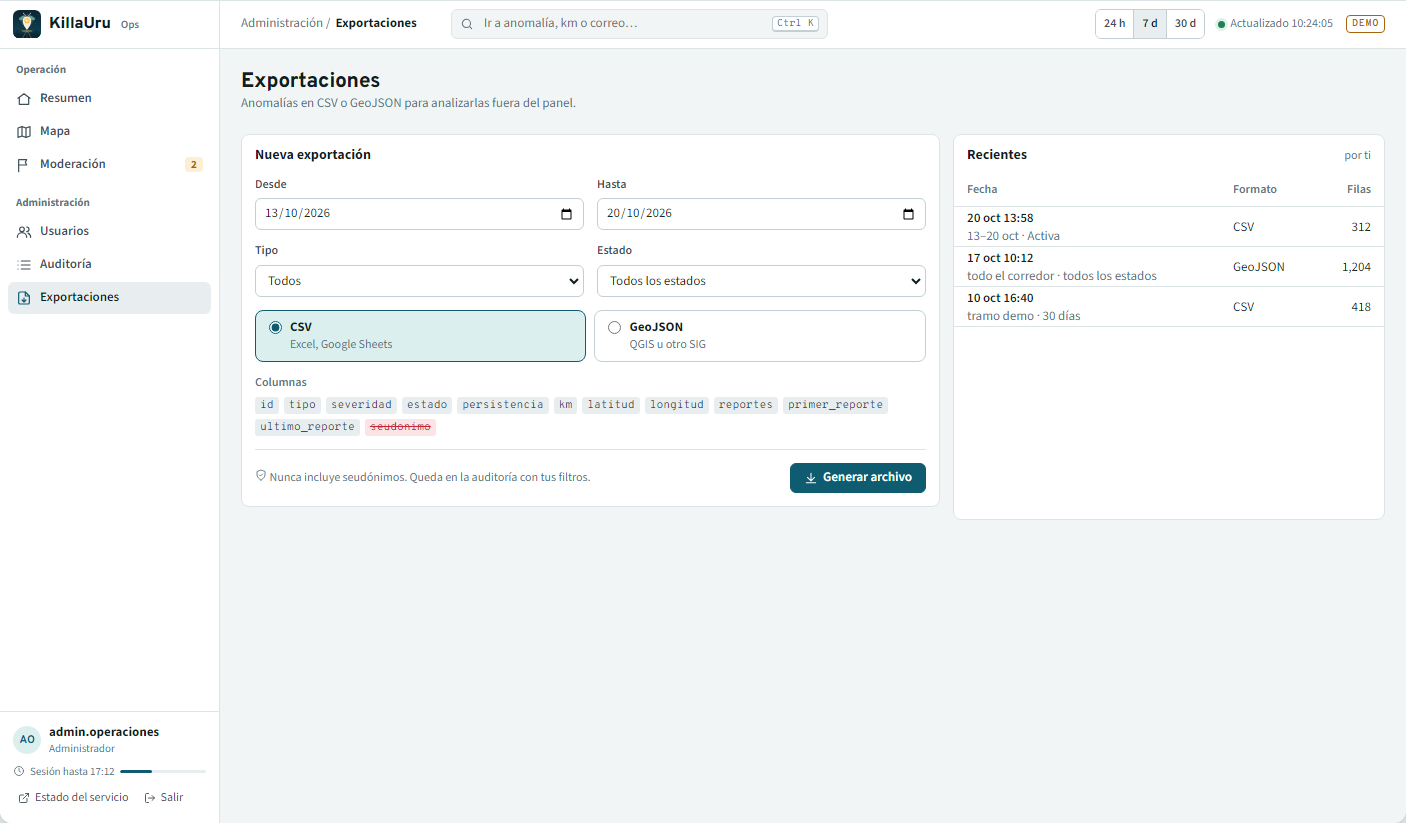 KillaUru Ops
Administración / Exportaciones
Ir a anomalía, km o correo…
Ctrl K
24 h 7 d 30 d
Actualizado 10:24:05
DEMO
Operación
Resumen
Mapa
Moderación 2
Administración
Usuarios
Auditoría
Exportaciones
AO
admin.operaciones
Administrador
Sesión hasta 17:12
Estado del servicio Salir
Exportaciones
Anomalías en CSV o GeoJSON para analizarlas fuera del panel.
Nueva exportación
Desde Hasta
13/10/2026 20/10/2026
Tipo Estado
Todos Todos los estados
CSV
Excel, Google Sheets
GeoJSON
QGIS u otro SIG
Columnas
id tipo severidad estado persistencia km latitud longitud reportes primer_reporte
ultimo_reporte seudonimo
Nunca incluye seudónimos. Queda en la auditoría con tus filtros.
Generar archivo
Recientes por ti
Fecha Formato Filas
20 oct 13:58
13–20 oct · Activa
CSV 312
17 oct 10:12
todo el corredor · todos los estados
GeoJSON 1,204
10 oct 16:40
tramo demo · 30 días
CSV 418